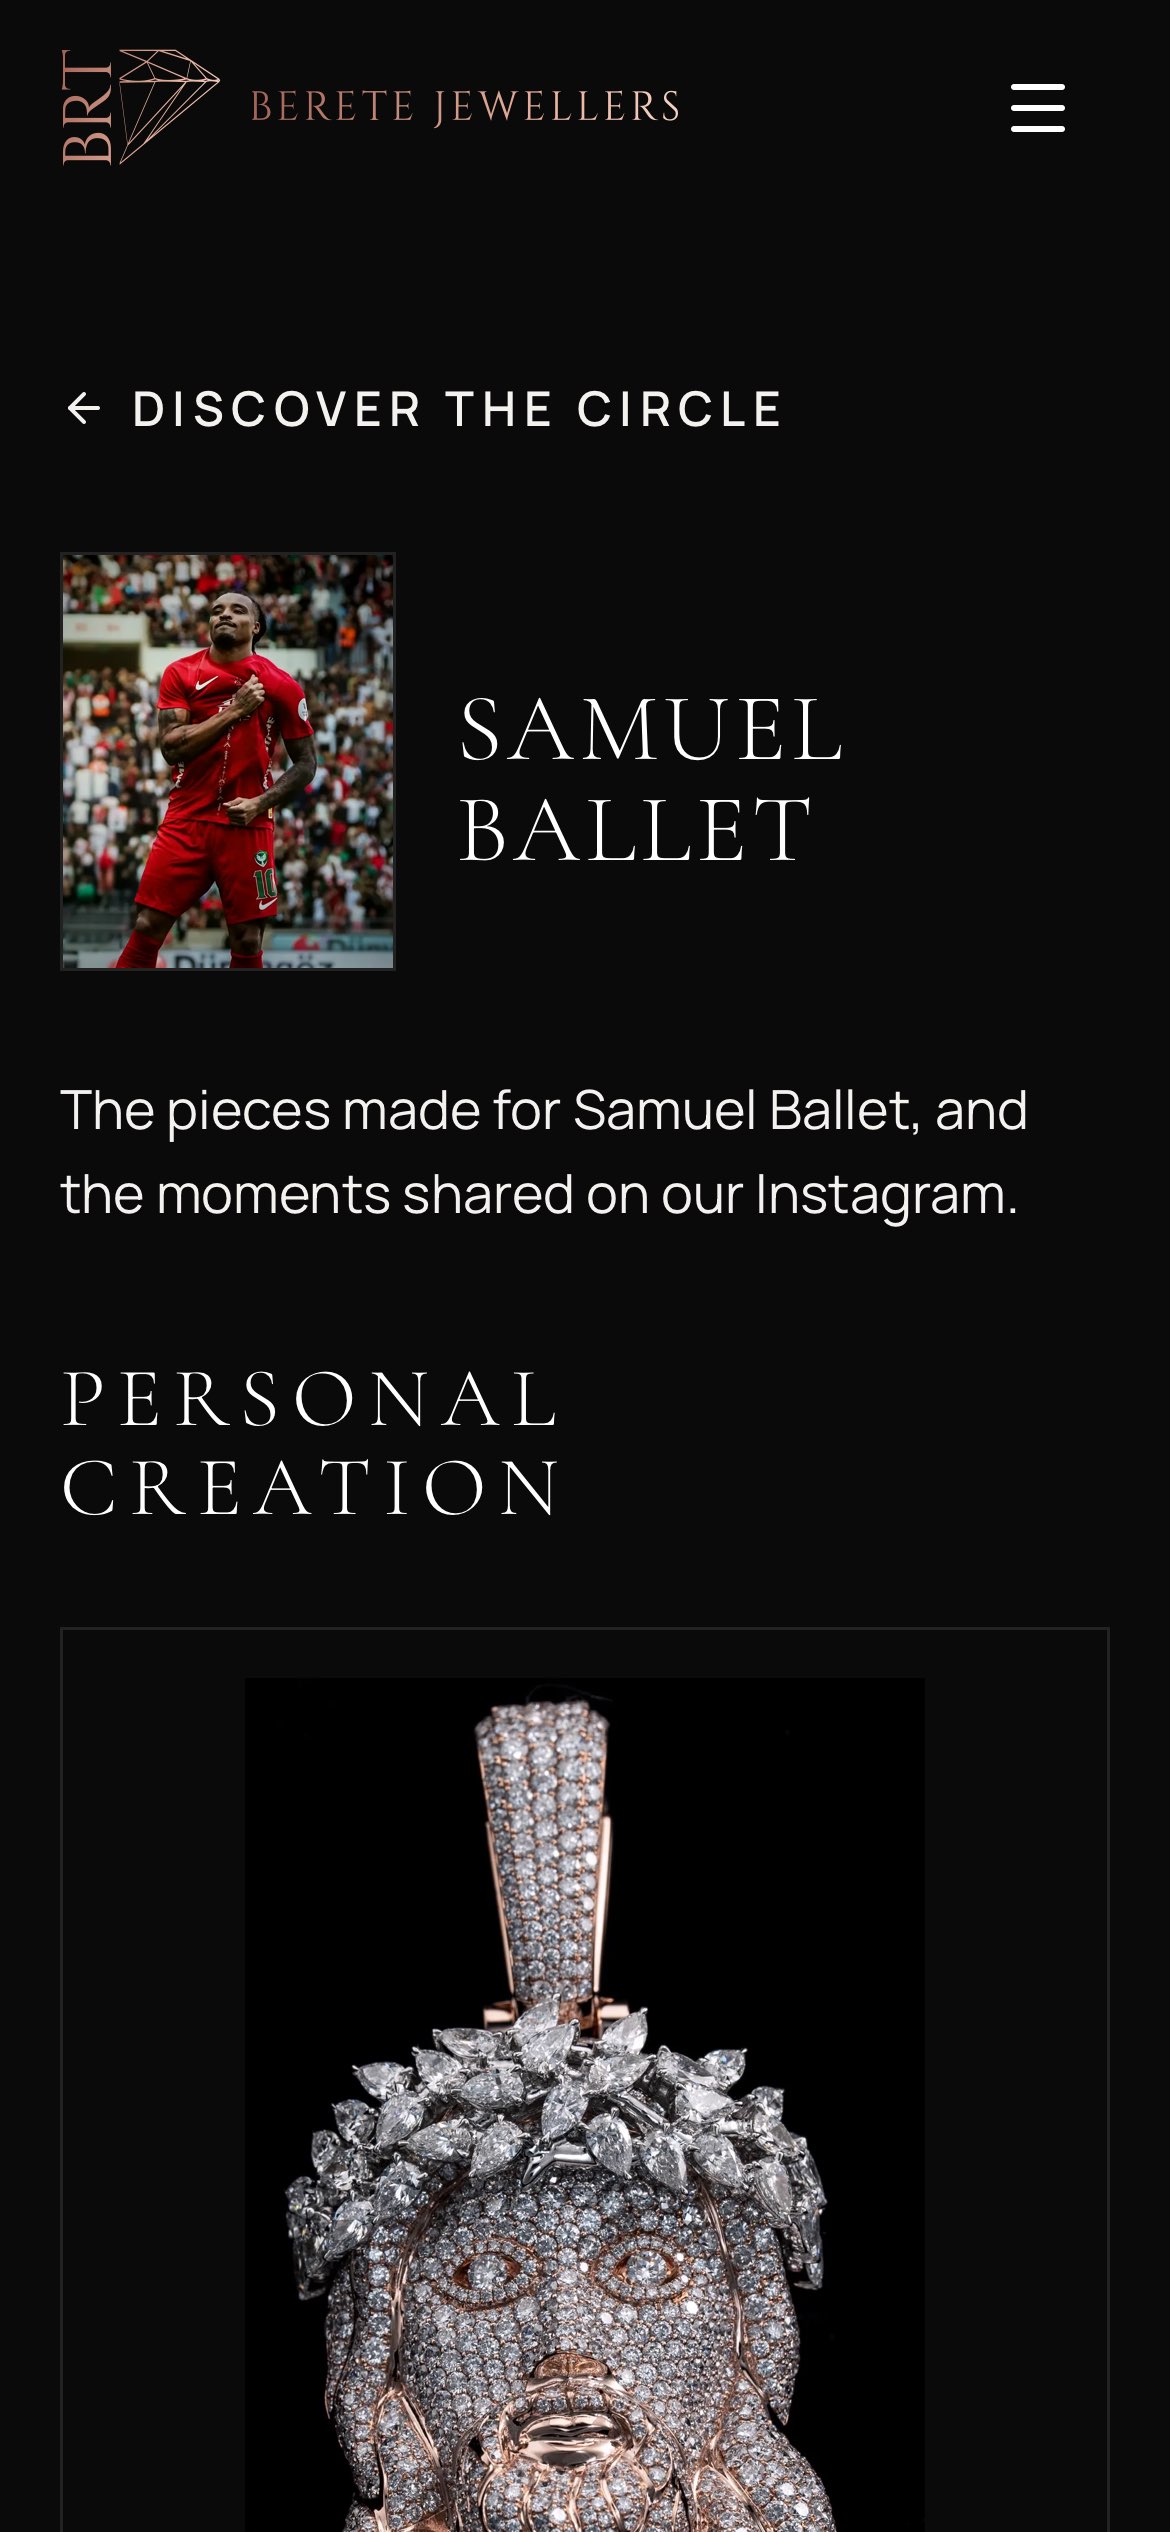 BRT
BERETE JEWELLERS
← DISCOVER THE CIRCLE
10
SAMUEL
BALLET
The pieces made for Samuel Ballet, and
the moments shared on our Instagram.
PERSONAL
CREATION